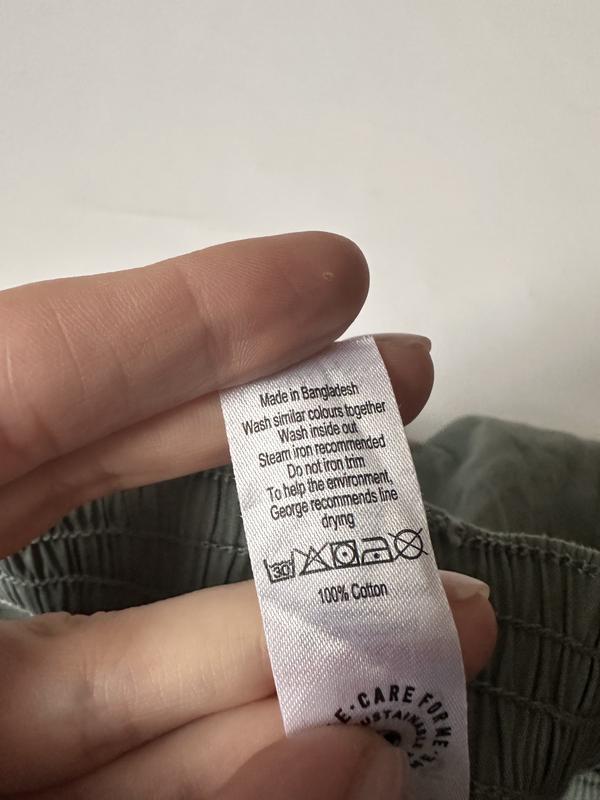 Made in Bangladesh
Wash similar colours together
Wash inside out
Steam iron recommended
Do not iron trim
To help the environment,
George recommends line
drying
30°
100% Cotton
CARE FOR ME